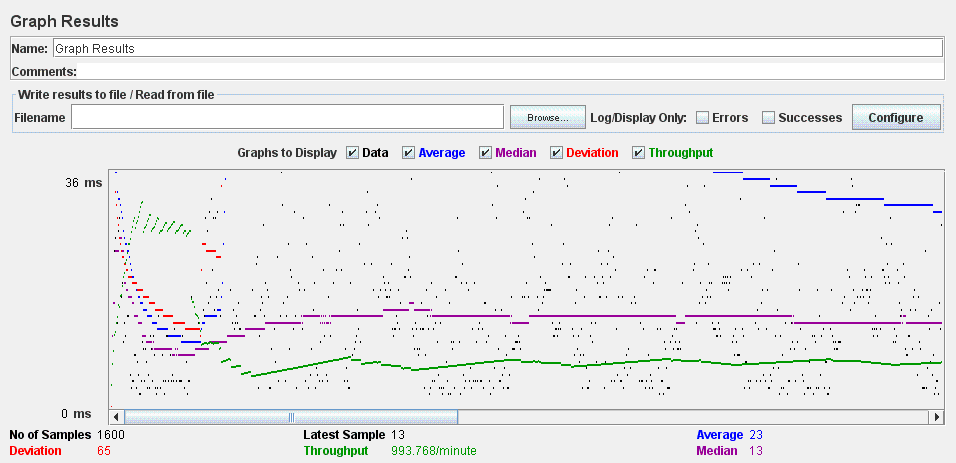 Graph Results
Name: Graph Results
Comments:
Write results to file / Read from file
Filename Browse... Log/Display Only: Errors Successes Configure
Graphs to Display Data Average Median Deviation Throughput
36 ms
0 ms
No of Samples 1600 Latest Sample 13 Average 23
Deviation 65 Throughput 993.768/minute Median 13